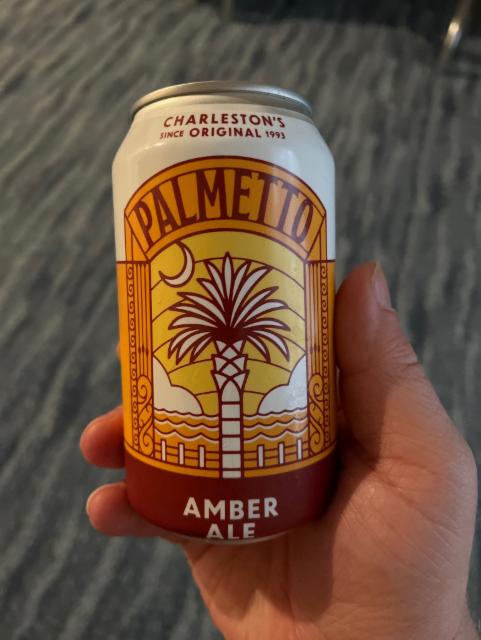 CHARLESTON'S
SINCE ORIGINAL 1993
PALMETTO
AMBER
ALE